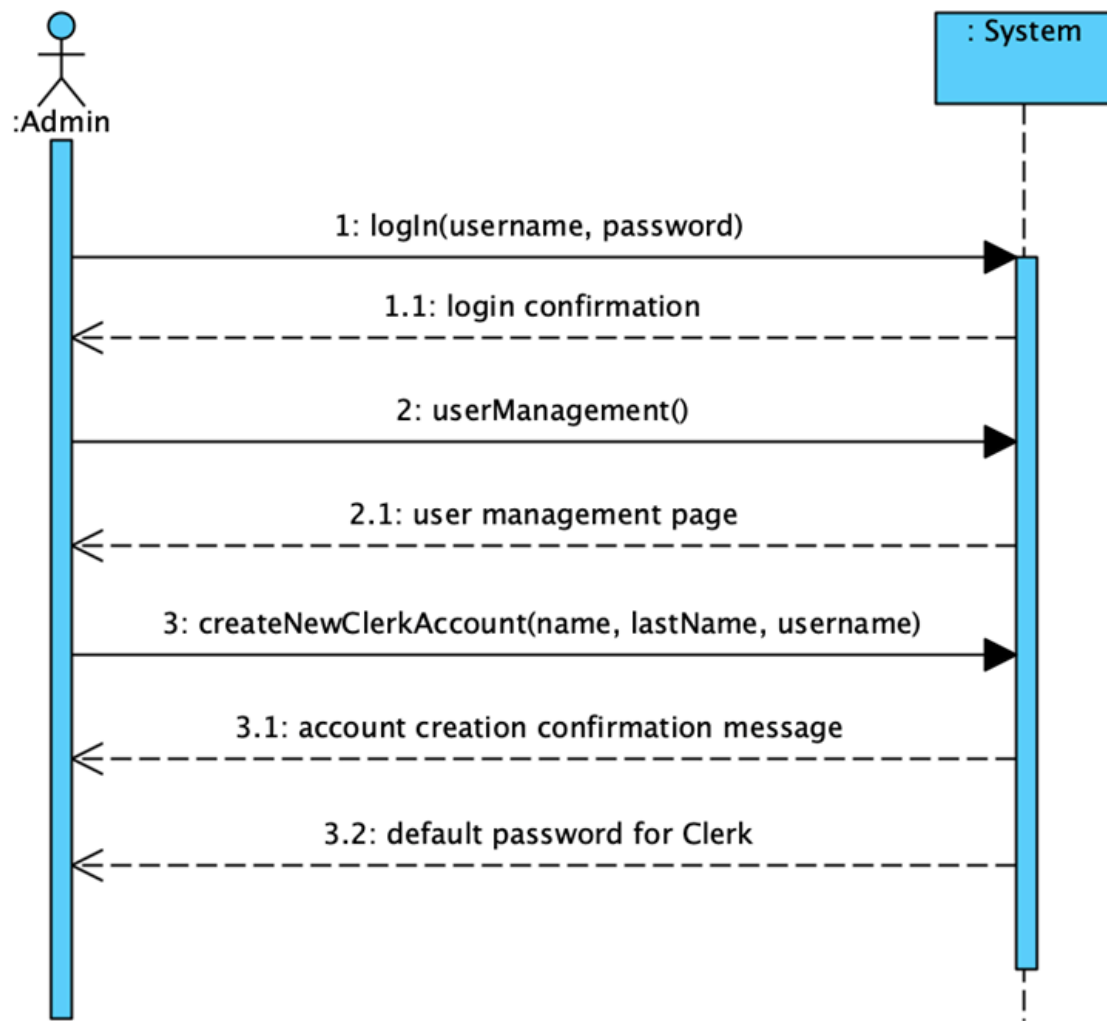 : System
:Admin
1: logIn(username, password)
1.1: login confirmation
2: userManagement()
2.1: user management page
3: createNewClerkAccount(name, lastName, username)
3.1: account creation confirmation message
3.2: default password for Clerk